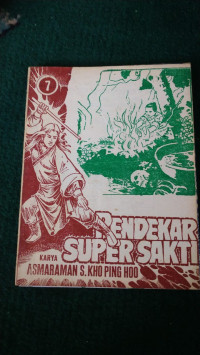 7
PENDEKAR
SUPER SAKTI
KARYA
ASMARAMAN S. KHO PING HOO